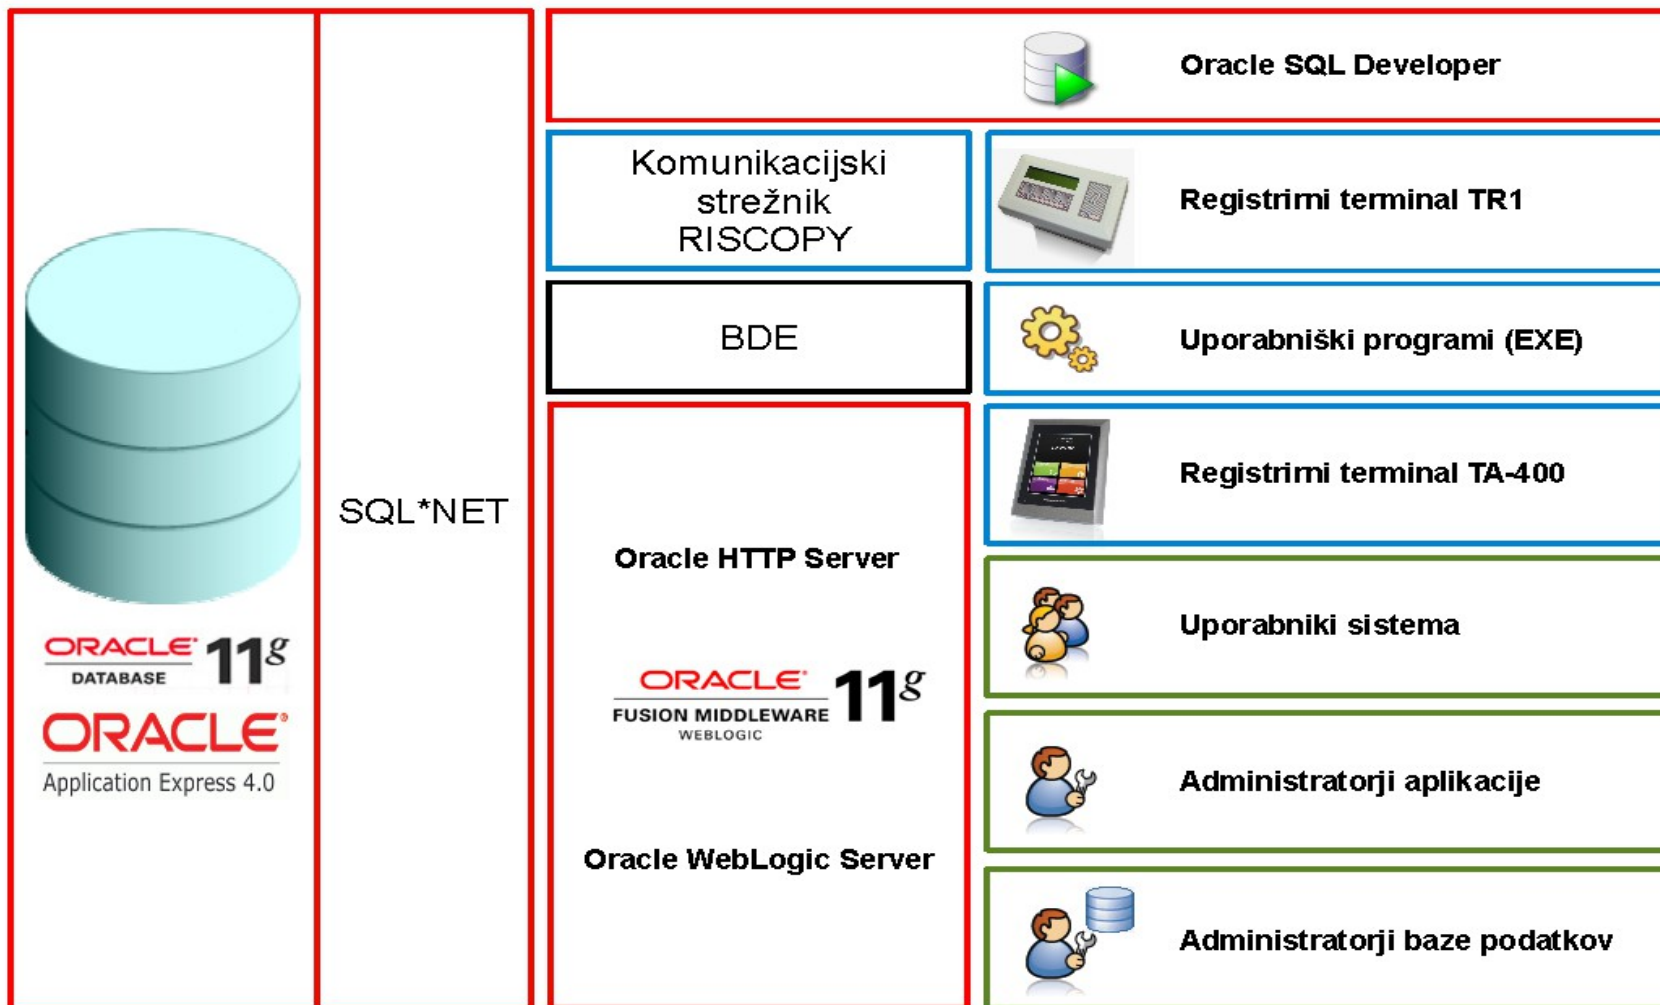 Oracle SQL Developer
Komunikacijski
strežnik
RISCOPY
Registrirni terminal TR1
BDE
Uporabniški programi (EXE)
Registrirni terminal TA-400
SQL*NET
Oracle HTTP Server
Uporabniki sistema
ORACLE
DATABASE
11g
ORACLE
Application Express 4.0
ORACLE
FUSION MIDDLEWARE
WEBLOGIC
11g
Administratorji aplikacije
Oracle WebLogic Server
Administratorji baze podatkov